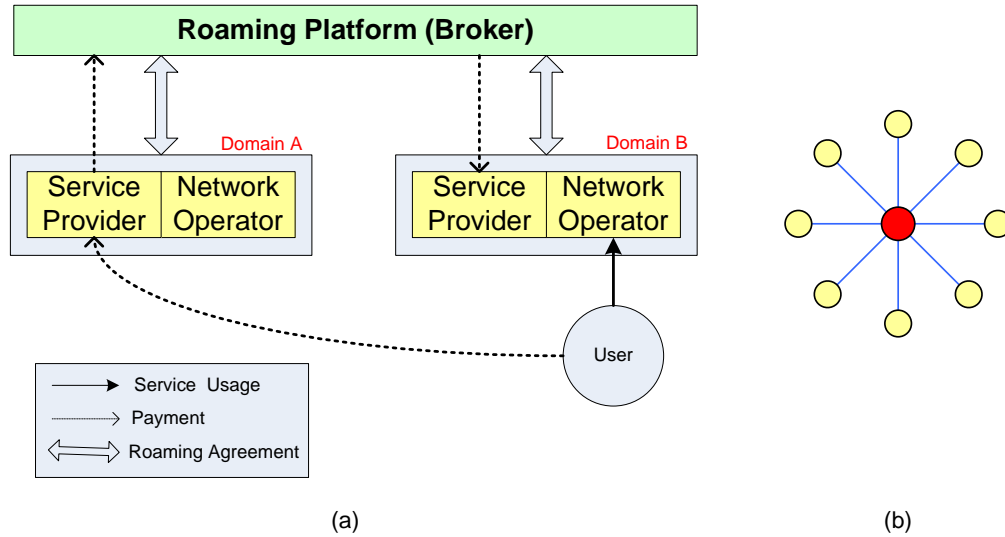 Roaming Platform (Broker)
Domain A
Domain B
Service Provider
Network Operator
Service Provider
Network Operator
User
Service Usage
Payment
Roaming Agreement
(a)
(b)